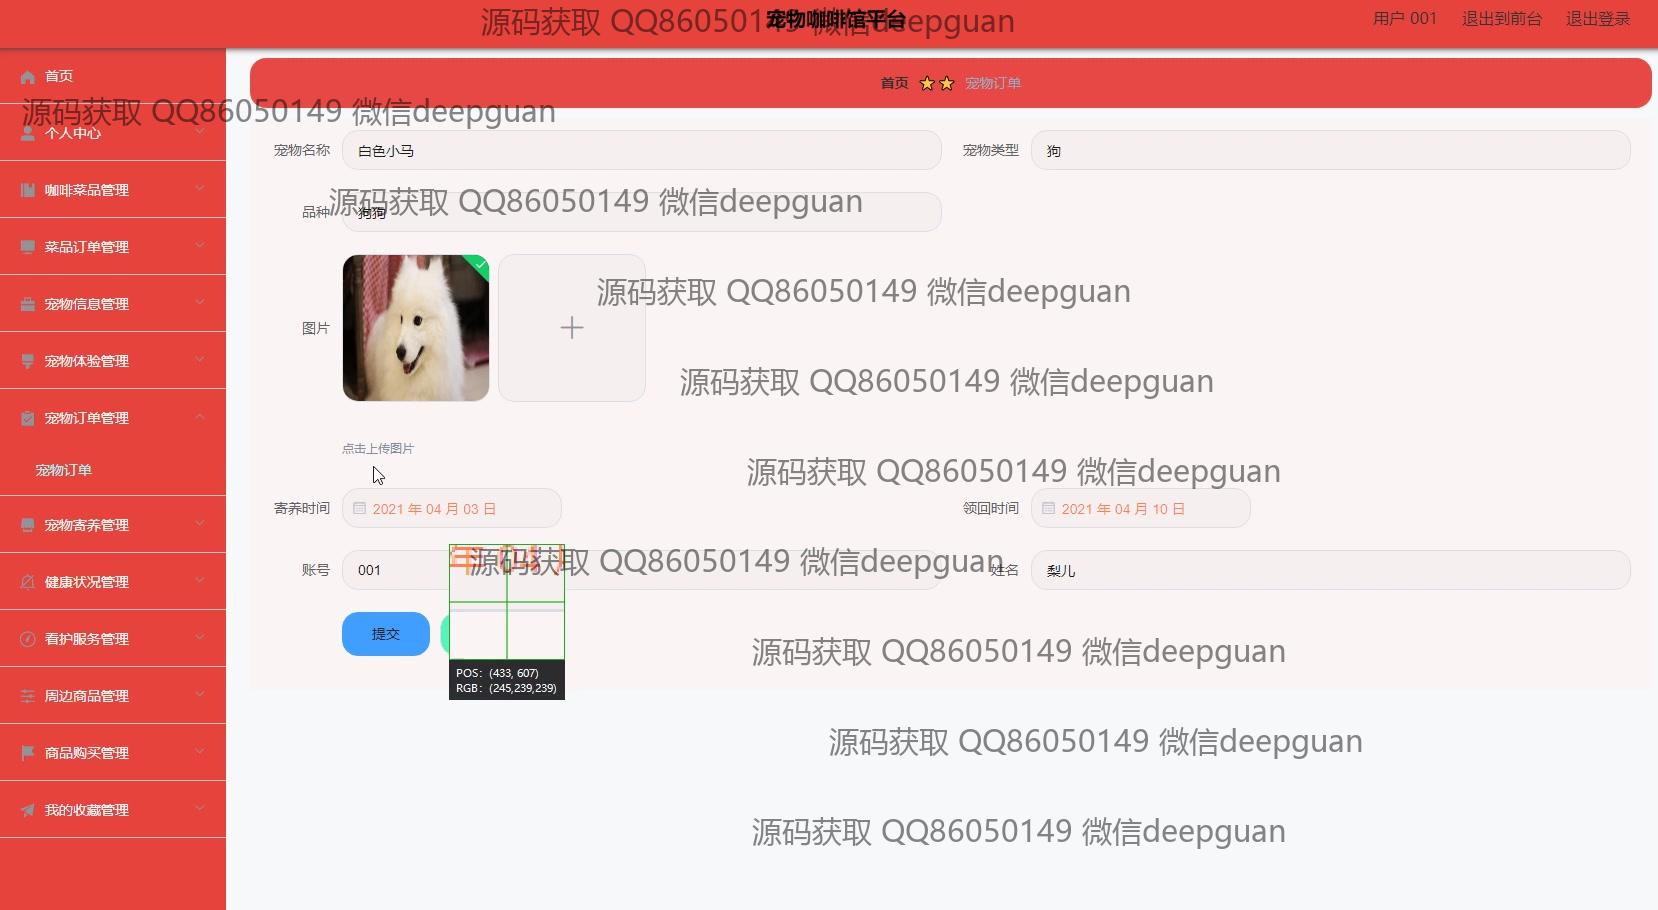 源码获取 QQ86050149 微信deepguan
宠物咖啡馆平台
用户 001
退出到前台
退出登录
首页
首页 宠物订单
源码获取 QQ86050149 微信deepguan
个人中心
宠物名称 白色小马
宠物类型 狗
咖啡菜品管理
源码获取 QQ86050149 微信deepguan
品种 狗狗
菜品订单管理
源码获取 QQ86050149 微信deepguan
宠物信息管理
图片
宠物体验管理
源码获取 QQ86050149 微信deepguan
宠物订单管理
点击上传图片
宠物订单
源码获取 QQ86050149 微信deepguan
寄养时间 2021 年 04 月 03 日
领回时间 2021 年 04 月 10 日
宠物寄养管理
源码获取 QQ86050149 微信deepguan
账号 001
姓名 梨儿
年 04
健康状况管理
提交
看护服务管理
源码获取 QQ86050149 微信deepguan
POS: (433, 607)
RGB: (245,239,239)
周边商品管理
源码获取 QQ86050149 微信deepguan
商品购买管理
我的收藏管理
源码获取 QQ86050149 微信deepguan